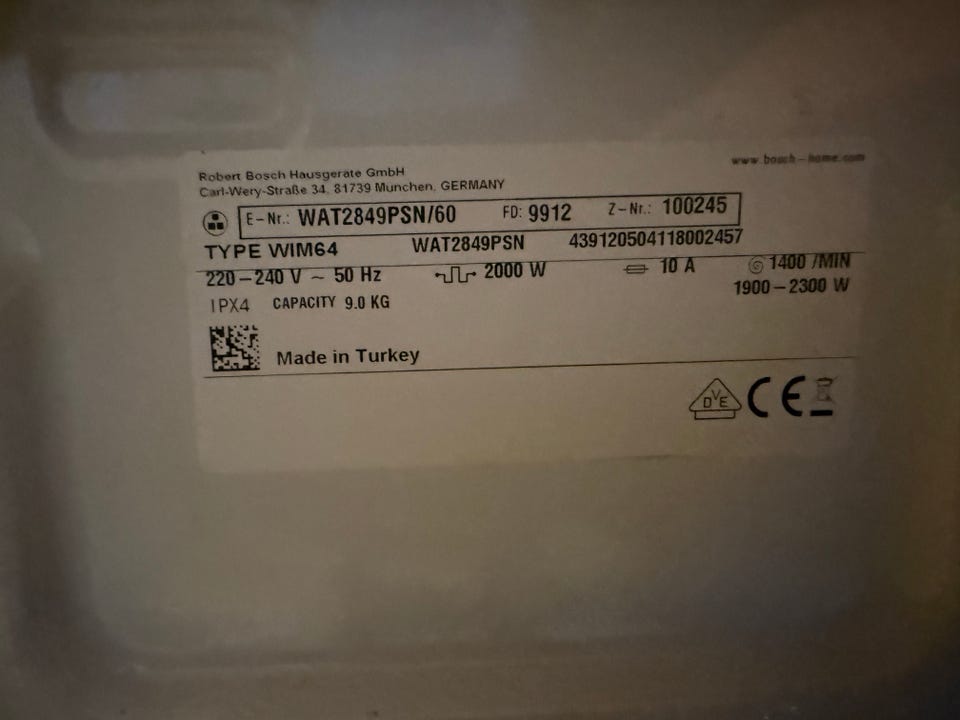 www.bosch-home.com
Robert Bosch Hausgeräte GmbH
Carl-Wery-Straße 34, 81739 München, GERMANY
E-Nr.: WAT2849PSN/60 FD: 9912 Z-Nr.: 100245
TYPE WIM64 WAT2849PSN 439120504118002457
220-240 V ~ 50 Hz 2000 W 10 A 1400 /MIN
1900-2300 W
IPX4 CAPACITY 9.0 KG
Made in Turkey
DVE CE